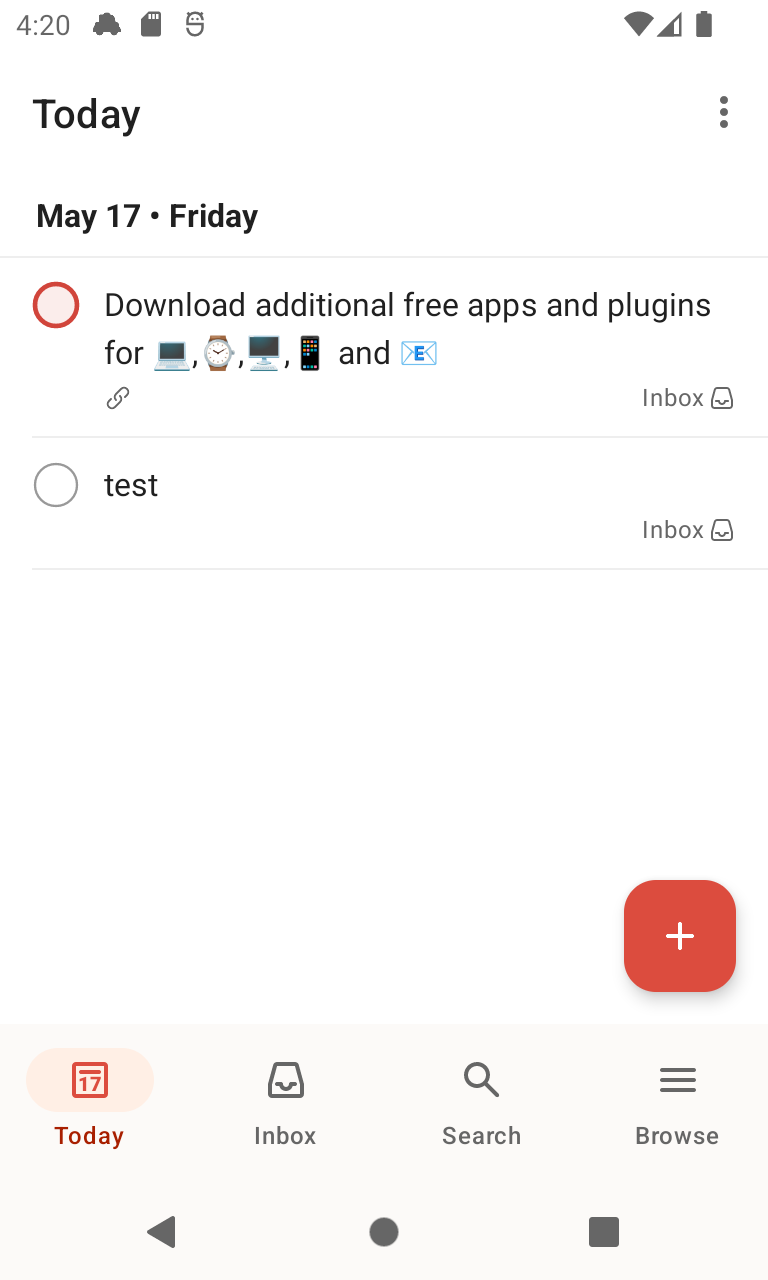 4:20
Today
May 17 • Friday
Download additional free apps and plugins
for 💻,⌚,🖥️,📱 and 📧
Inbox
test
Inbox
17
Today
Inbox
Search
Browse